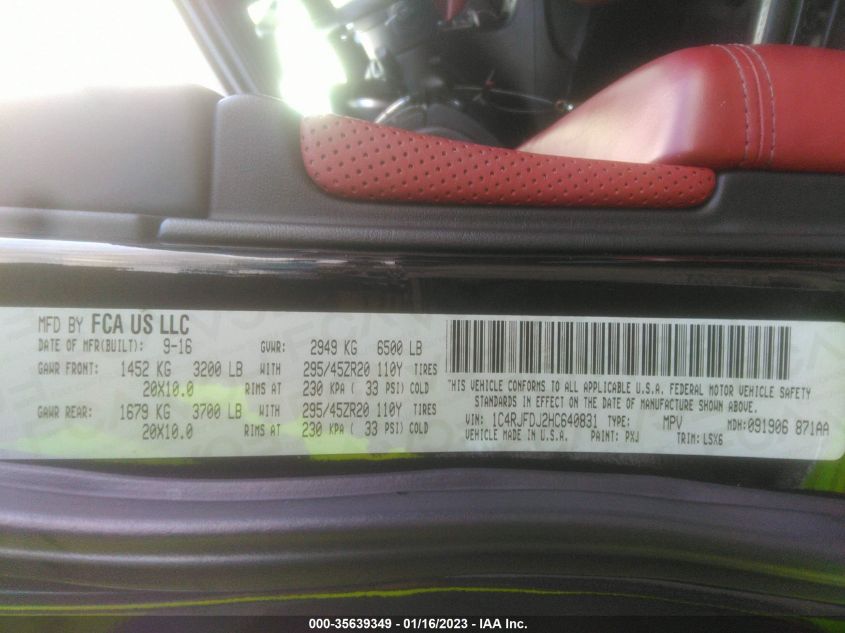 MFD BY FCA US LLC
DATE OF MFR(BUILT): 9-16 GVWR: 2949 KG 6500 LB
GAWR FRONT: 1452 KG 3200 LB WITH 295/45ZR20 110Y TIRES
20X10.0 RIMS AT 230 KPA ( 33 PSI) COLD
GAWR REAR: 1679 KG 3700 LB WITH 295/45ZR20 110Y TIRES
20X10.0 RIMS AT 230 KPA ( 33 PSI) COLD
THIS VEHICLE CONFORMS TO ALL APPLICABLE U.S.A. FEDERAL MOTOR VEHICLE SAFETY
STANDARDS IN EFFECT ON THE DATE OF MANUFACTURE SHOWN ABOVE.
VIN: 1C4RJFDJ2HC640831 TYPE: MPV MDH: 091906 871AA
VEHICLE MADE IN U.S.A. PAINT: PXJ TRIM: LSX6
000-35639349 - 01/16/2023 - IAA Inc.